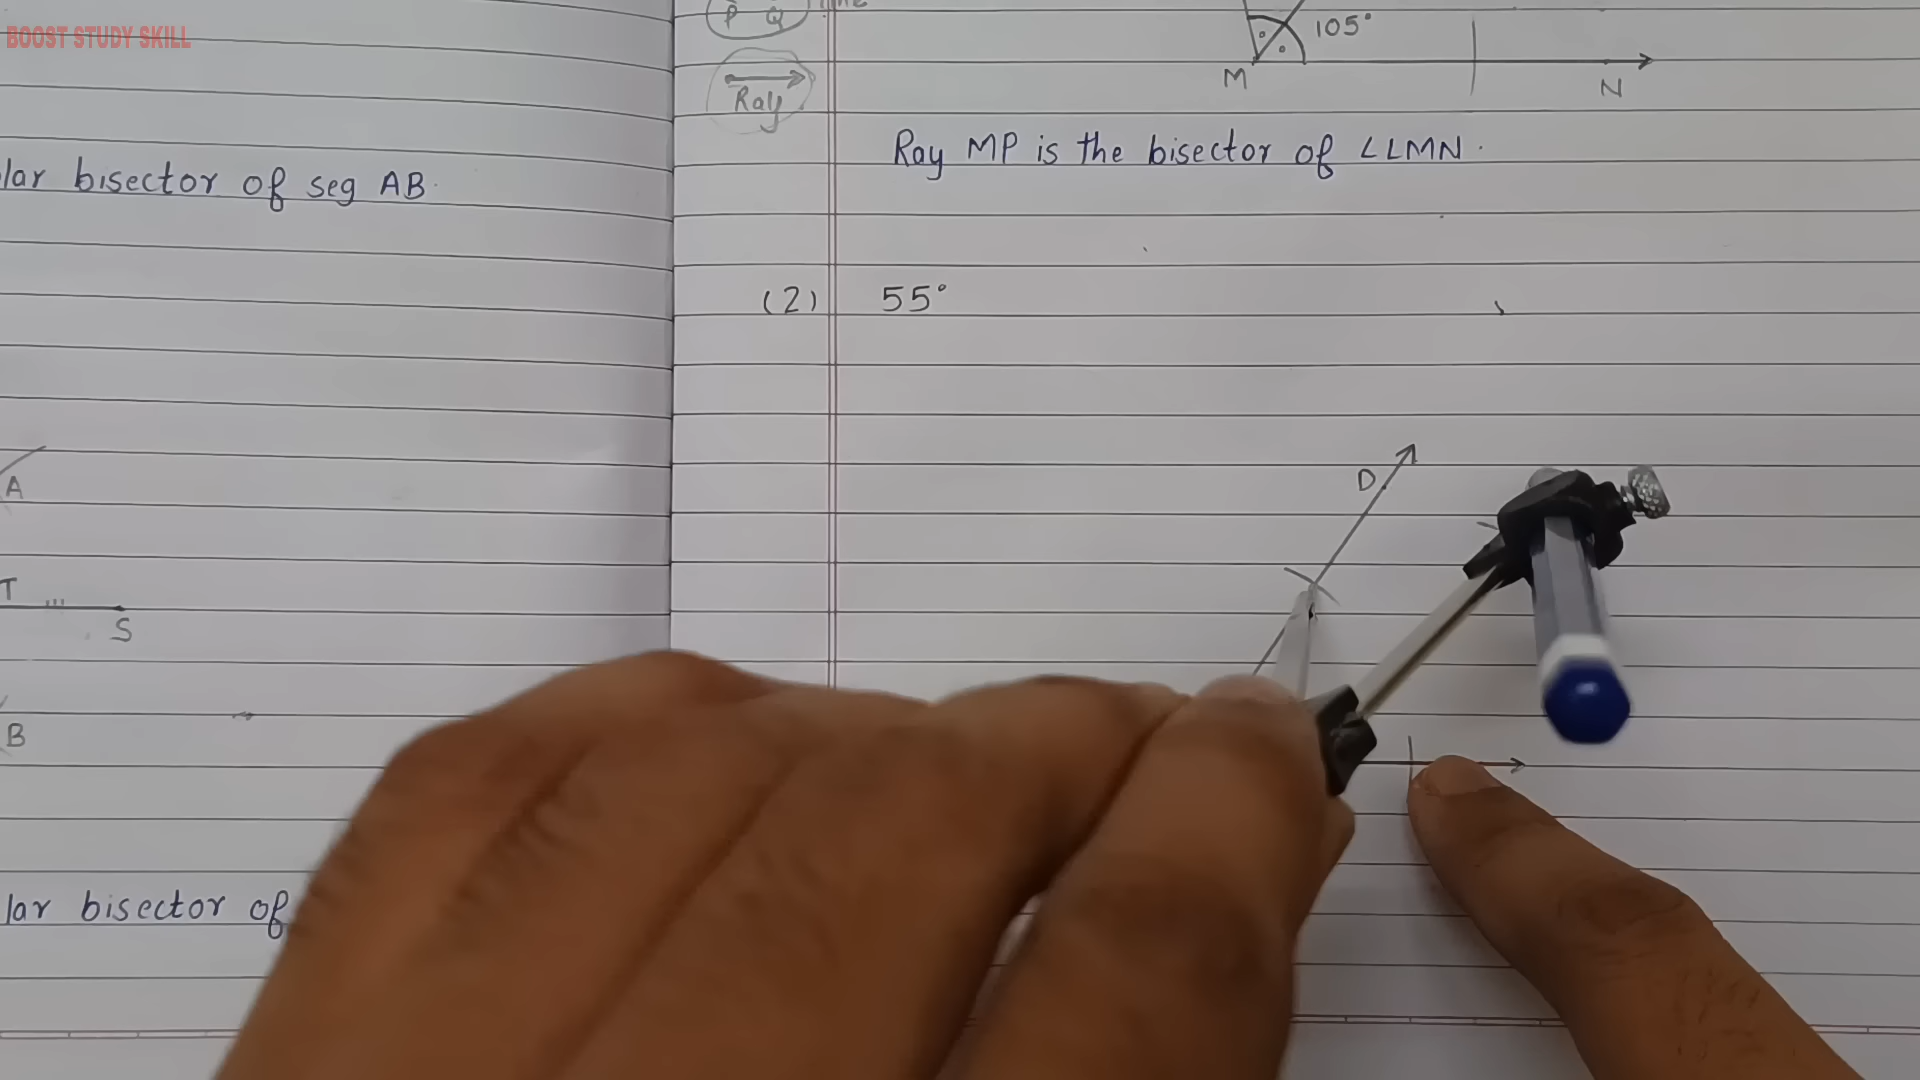 BOOST STUDY SKILL
lar bisector of seg AB.
A
T
S
B
lar bisector of
P Q
Ray
105°
M
N
Ray MP is the bisector of ∠LMN.
(2) 55°
D